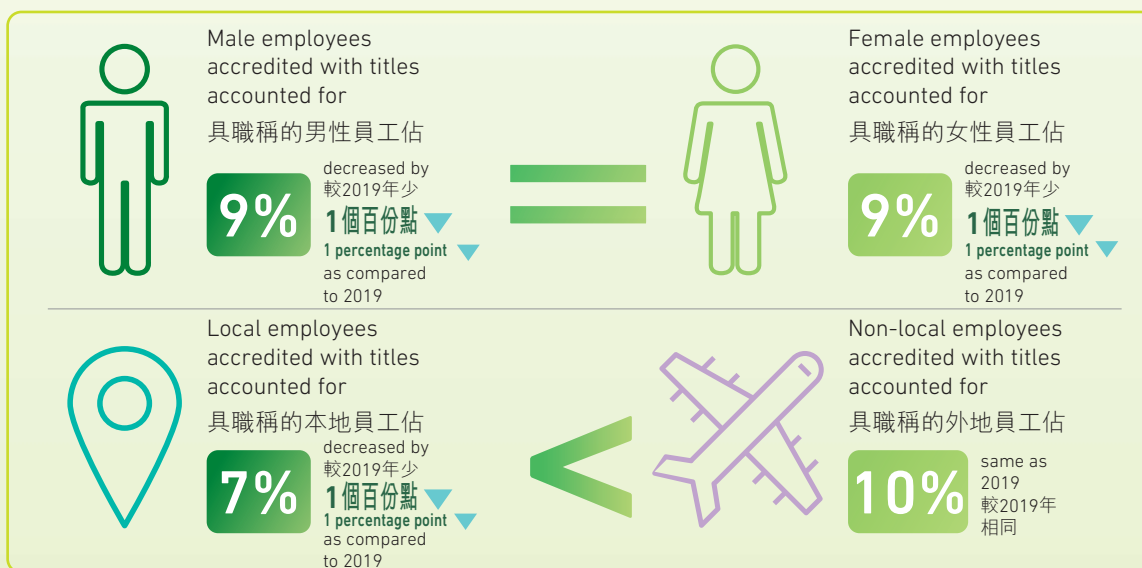 Male employees
accredited with titles
accounted for
具職稱的男性員工佔
9%
decreased by
較2019年少
1個百份點
1 percentage point
as compared
to 2019
=
Female employees
accredited with titles
accounted for
具職稱的女性員工佔
9%
decreased by
較2019年少
1個百份點
1 percentage point
as compared
to 2019
Local employees
accredited with titles
accounted for
具職稱的本地員工佔
7%
decreased by
較2019年少
1個百份點
1 percentage point
as compared
to 2019
<
Non-local employees
accredited with titles
accounted for
具職稱的外地員工佔
10%
same as
2019
較2019年
相同